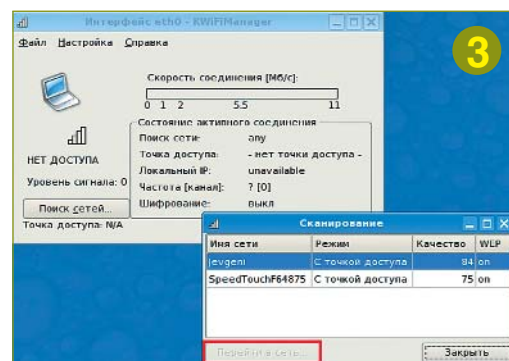 Интерфейс eth0 - KWiFiManager
3
Файл Настройка Справка
Скорость соединения [Мб/с]:
0 1 2 5.5 11
Состояние активного соединения
Поиск сети: any
НЕТ ДОСТУПА
Точка доступа: - нет точки доступа -
Локальный IP: unavailable
Уровень сигнала: 0
Частота [канал]: ? [0]
Поиск сетей...
Шифрование: выкл
Точка доступа: N/A
Сканирование
Имя сети Режим Качество WEP
jevgeni С точкой доступа 84 on
SpeedTouchF64875 С точкой доступа 75 on
Перейти в сеть...
Закрыть